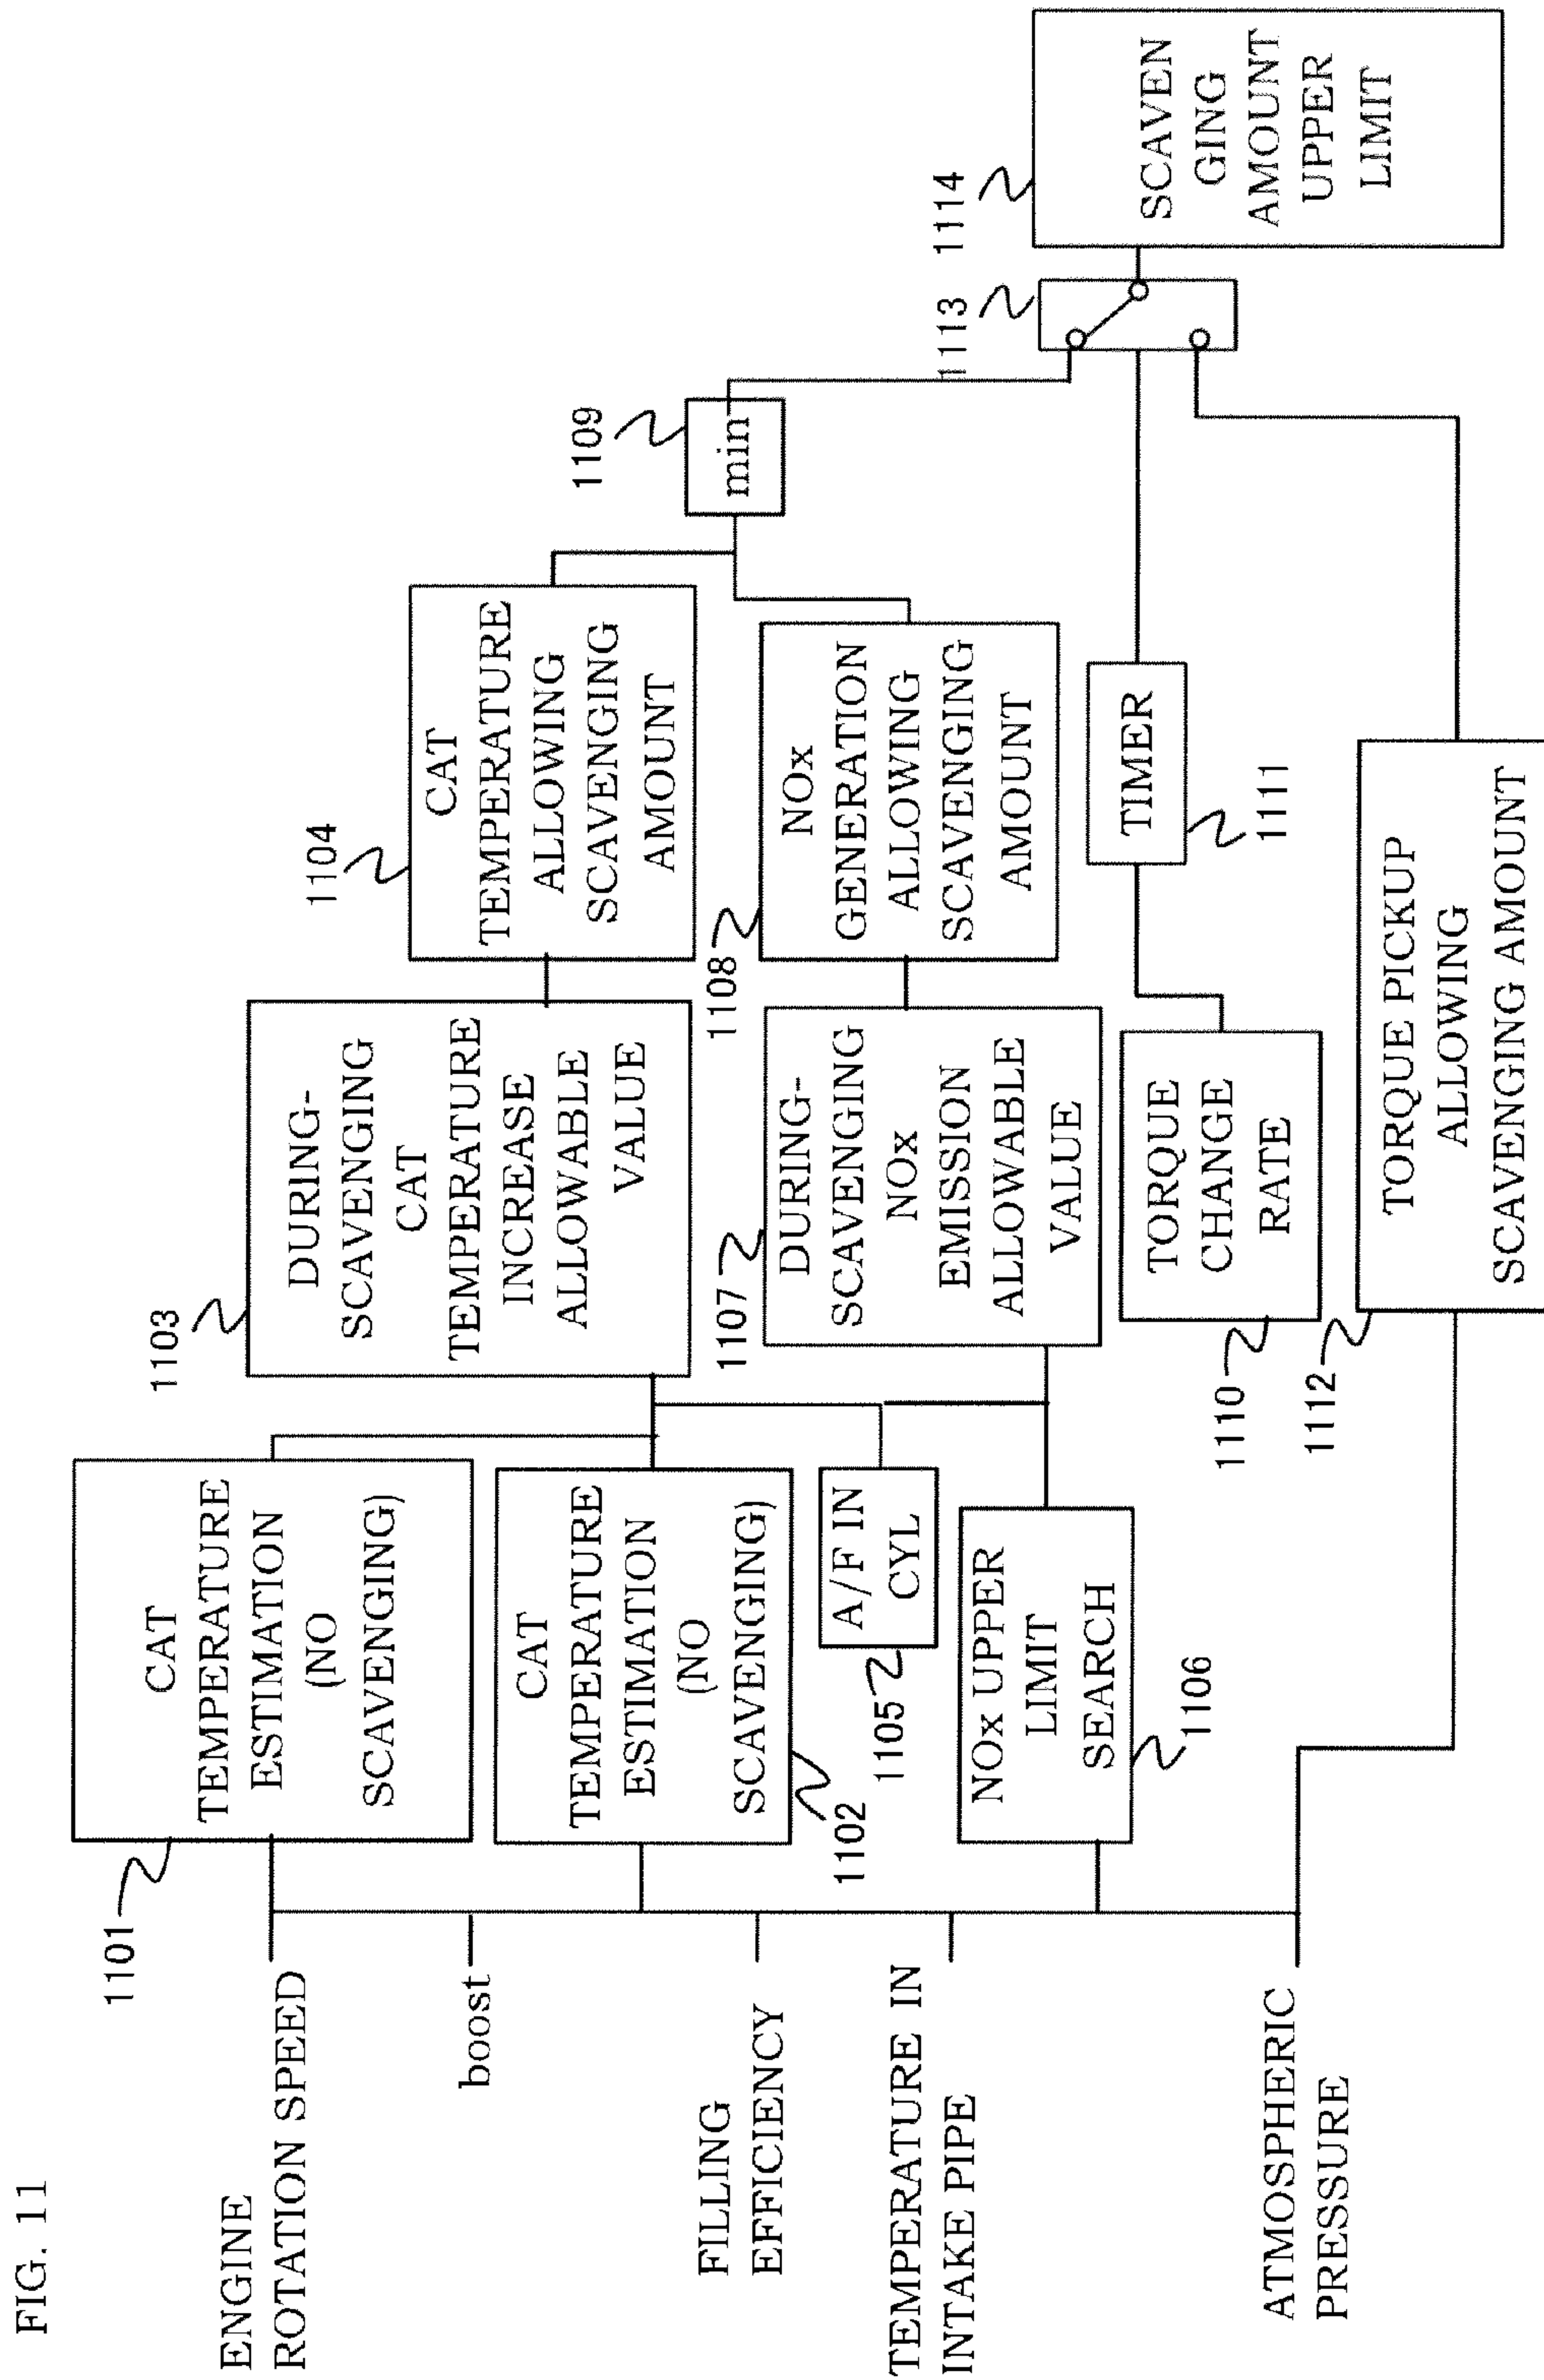 FIG. 11
ENGINE
ROTATION SPEED
boost
FILLING
EFFICIENCY
TEMPERATURE IN
INTAKE PIPE
ATMOSPHERIC
PRESSURE
1101
CAT
TEMPERATURE
ESTIMATION
(NO
SCAVENGING)
CAT
TEMPERATURE
ESTIMATION
(NO
SCAVENGING)
1102
A/F IN
CYL
1105
NOx UPPER
LIMIT
SEARCH
1106
1103
DURING-
SCAVENGING
CAT
TEMPERATURE
INCREASE
ALLOWABLE
VALUE
1107
DURING-
SCAVENGING
NOx
EMISSION
ALLOWABLE
VALUE
TORQUE
CHANGE
RATE
1110
1112
TORQUE PICKUP
ALLOWING
SCAVENGING AMOUNT
1104
CAT
TEMPERATURE
ALLOWING
SCAVENGING
AMOUNT
1108
NOx
GENERATION
ALLOWING
SCAVENGING
AMOUNT
TIMER
1111
1109
min
1113
1114
SCAVEN
GING
AMOUNT
UPPER
LIMIT